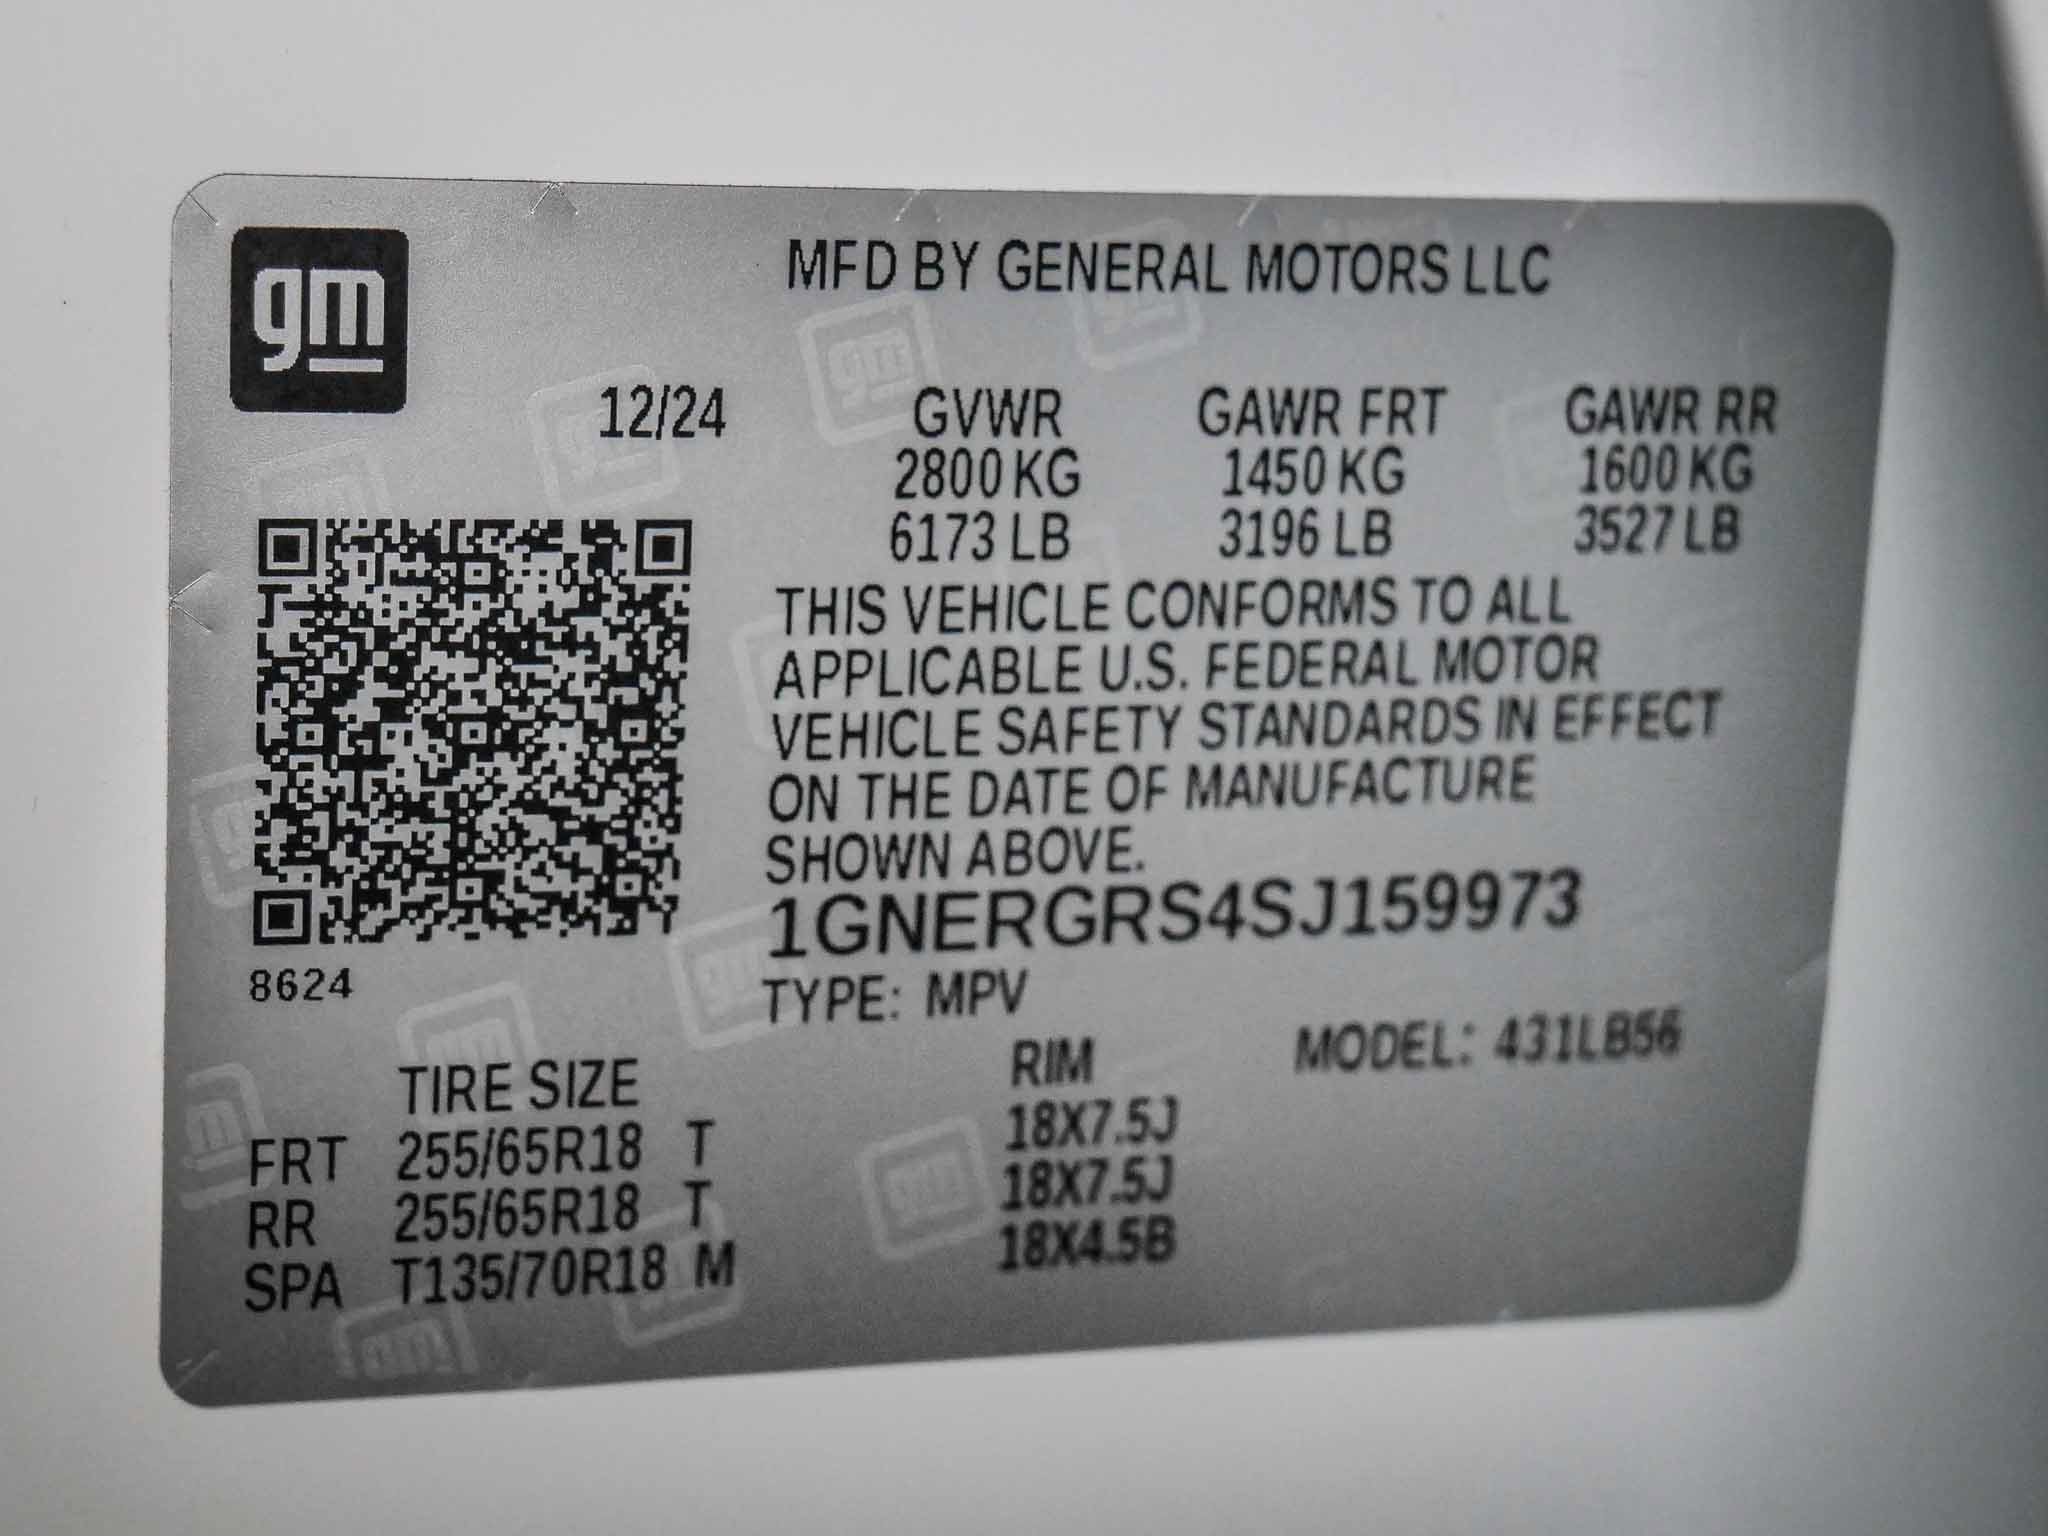 gm
MFD BY GENERAL MOTORS LLC
12/24 GVWR GAWR FRT GAWR RR
2800 KG 1450 KG 1600 KG
6173 LB 3196 LB 3527 LB
THIS VEHICLE CONFORMS TO ALL
APPLICABLE U.S. FEDERAL MOTOR
VEHICLE SAFETY STANDARDS IN EFFECT
ON THE DATE OF MANUFACTURE
SHOWN ABOVE.
1GNERGRS4SJ159973
8624
TYPE: MPV
MODEL: 431LB56
TIRE SIZE RIM
FRT 255/65R18 T 18X7.5J
RR 255/65R18 T 18X7.5J
SPA T135/70R18 M 18X4.5B